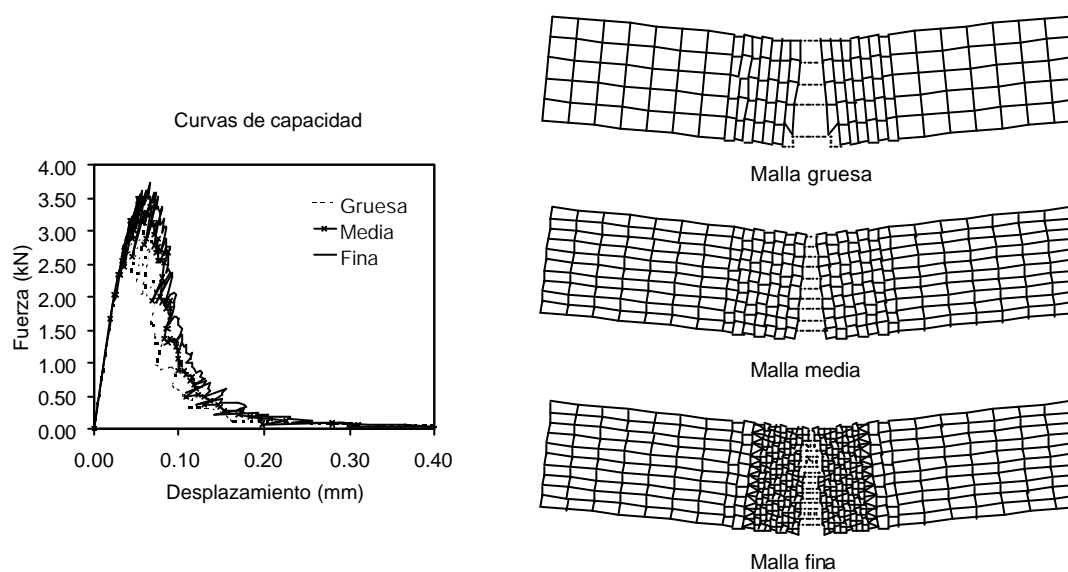 Curvas de capacidad
4.00
3.50
3.00
2.50
2.00
1.50
1.00
0.50
0.00
Fuerza (kN)
Gruesa
Media
Fina
0.00 0.10 0.20 0.30 0.40
Desplazamiento (mm)
Malla gruesa
Malla media
Malla fina